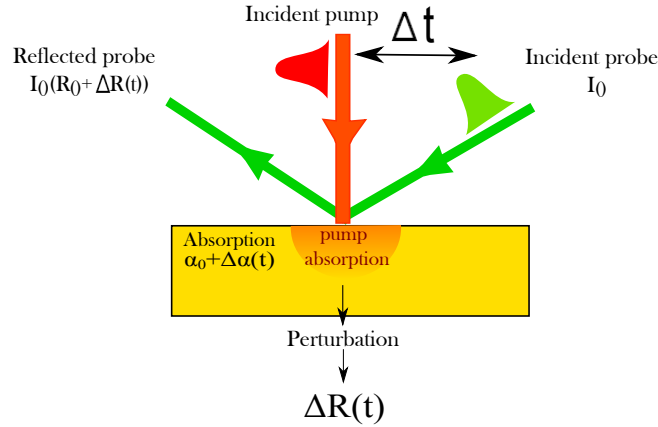 Incident pump
Δt
Reflected probe
I₀(R₀+ΔR(t))
Incident probe
I₀
Absorption
α₀+Δα(t)
pump
absorption
Perturbation
ΔR(t)